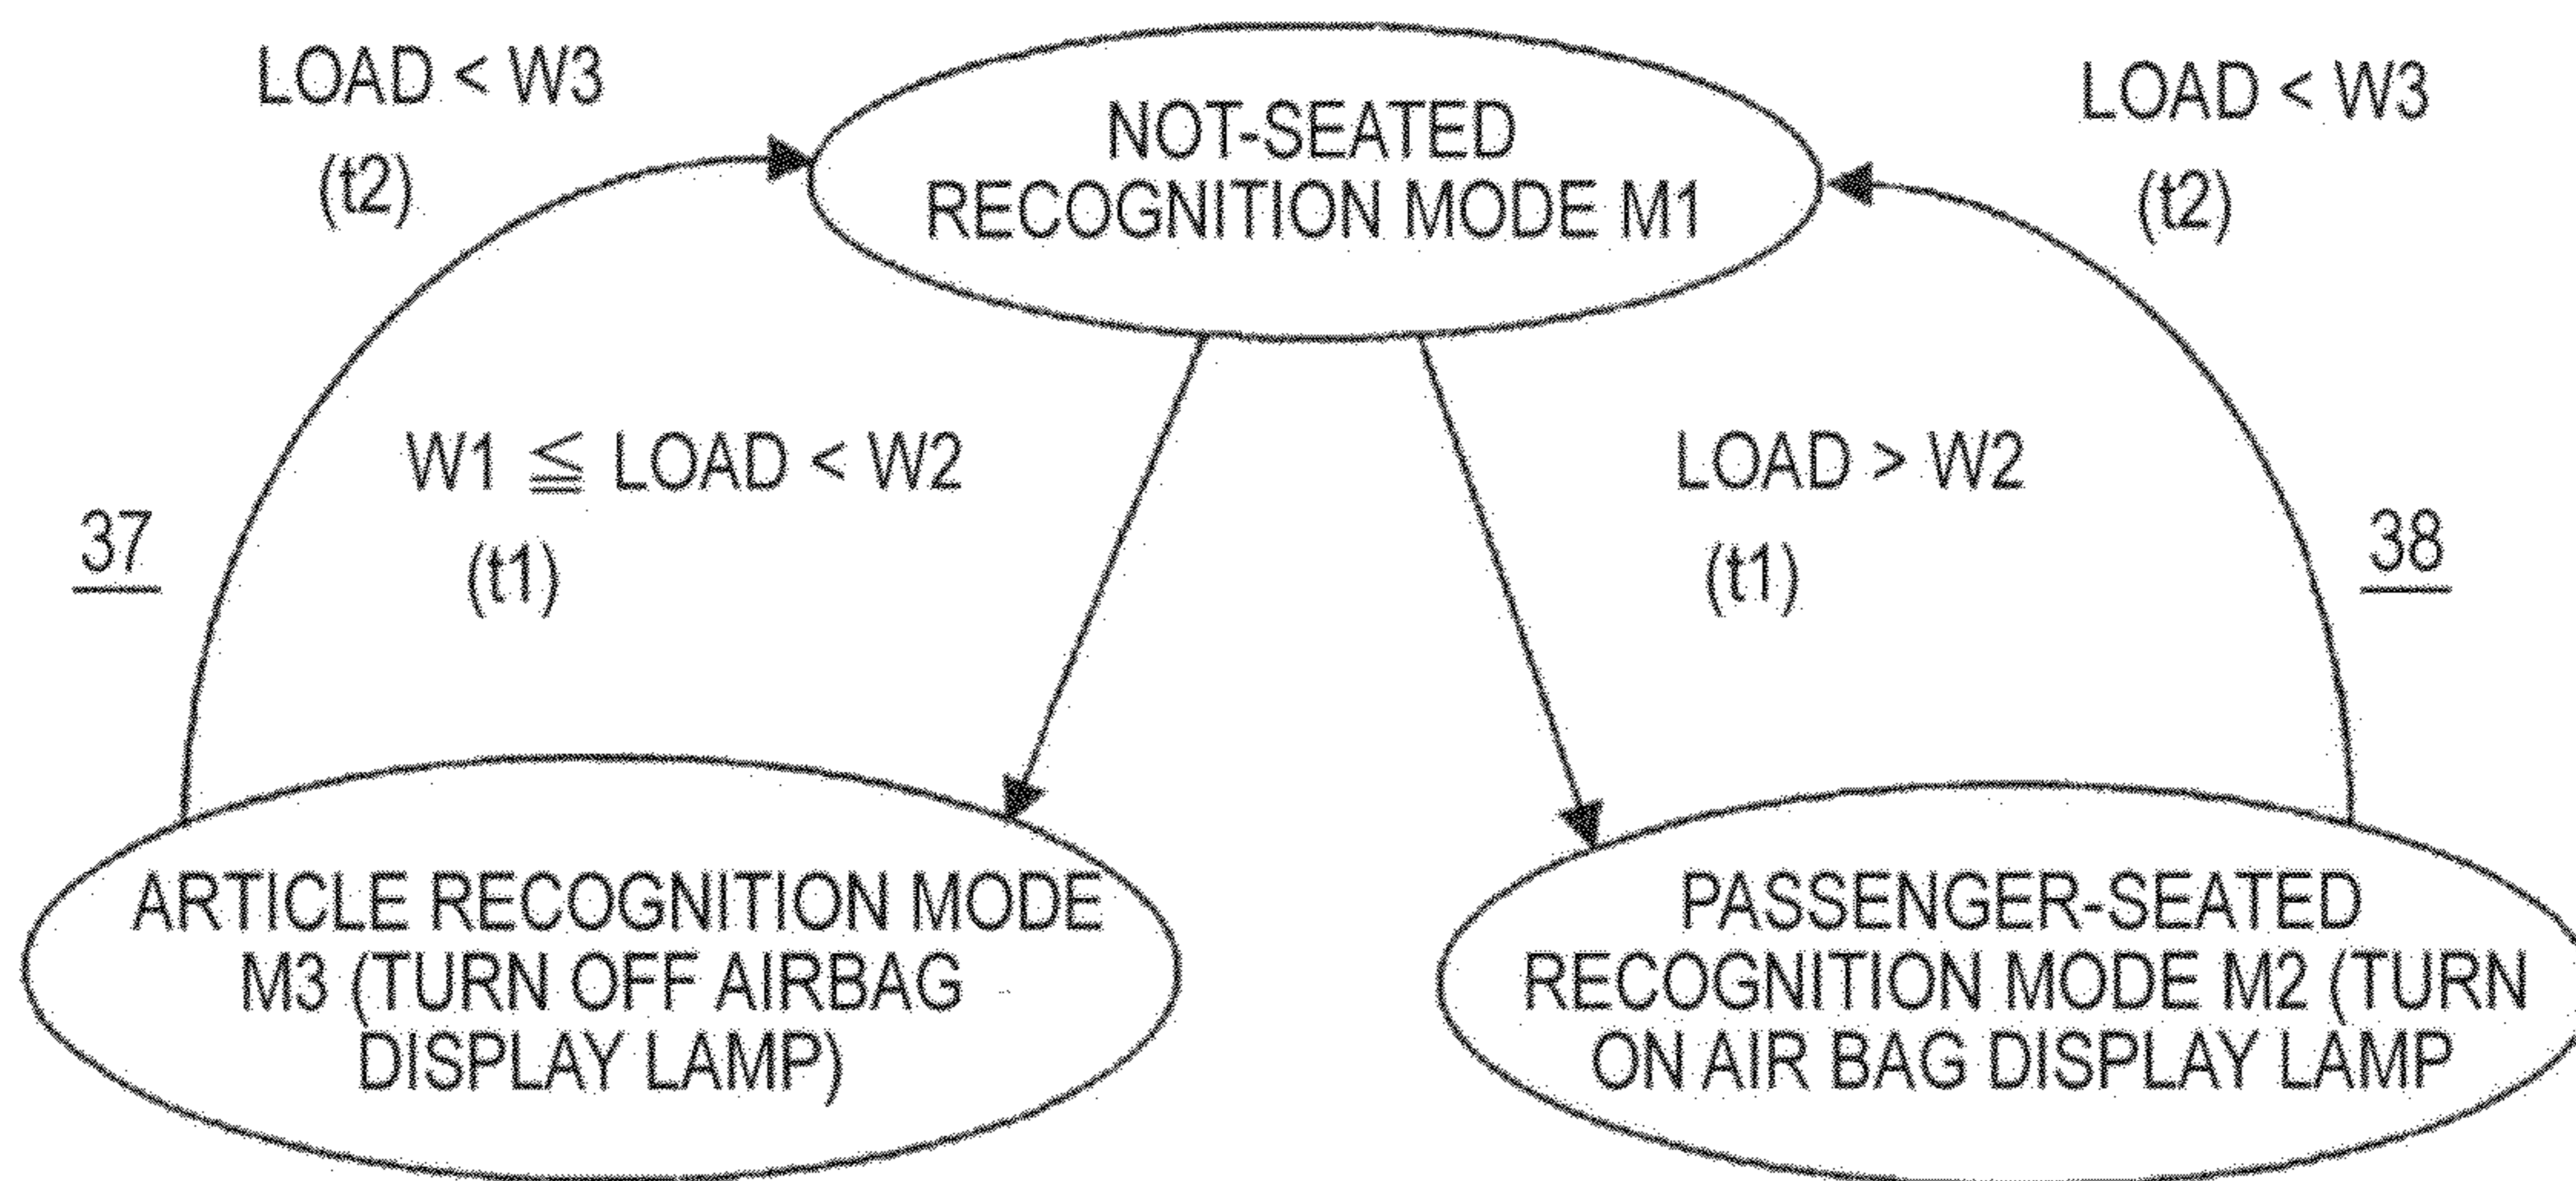 LOAD < W3
(t2)
NOT-SEATED
RECOGNITION MODE M1
LOAD < W3
(t2)
W1 ≦ LOAD < W2
(t1)
LOAD > W2
(t1)
37
38
ARTICLE RECOGNITION MODE
M3 (TURN OFF AIRBAG
DISPLAY LAMP)
PASSENGER-SEATED
RECOGNITION MODE M2 (TURN
ON AIR BAG DISPLAY LAMP